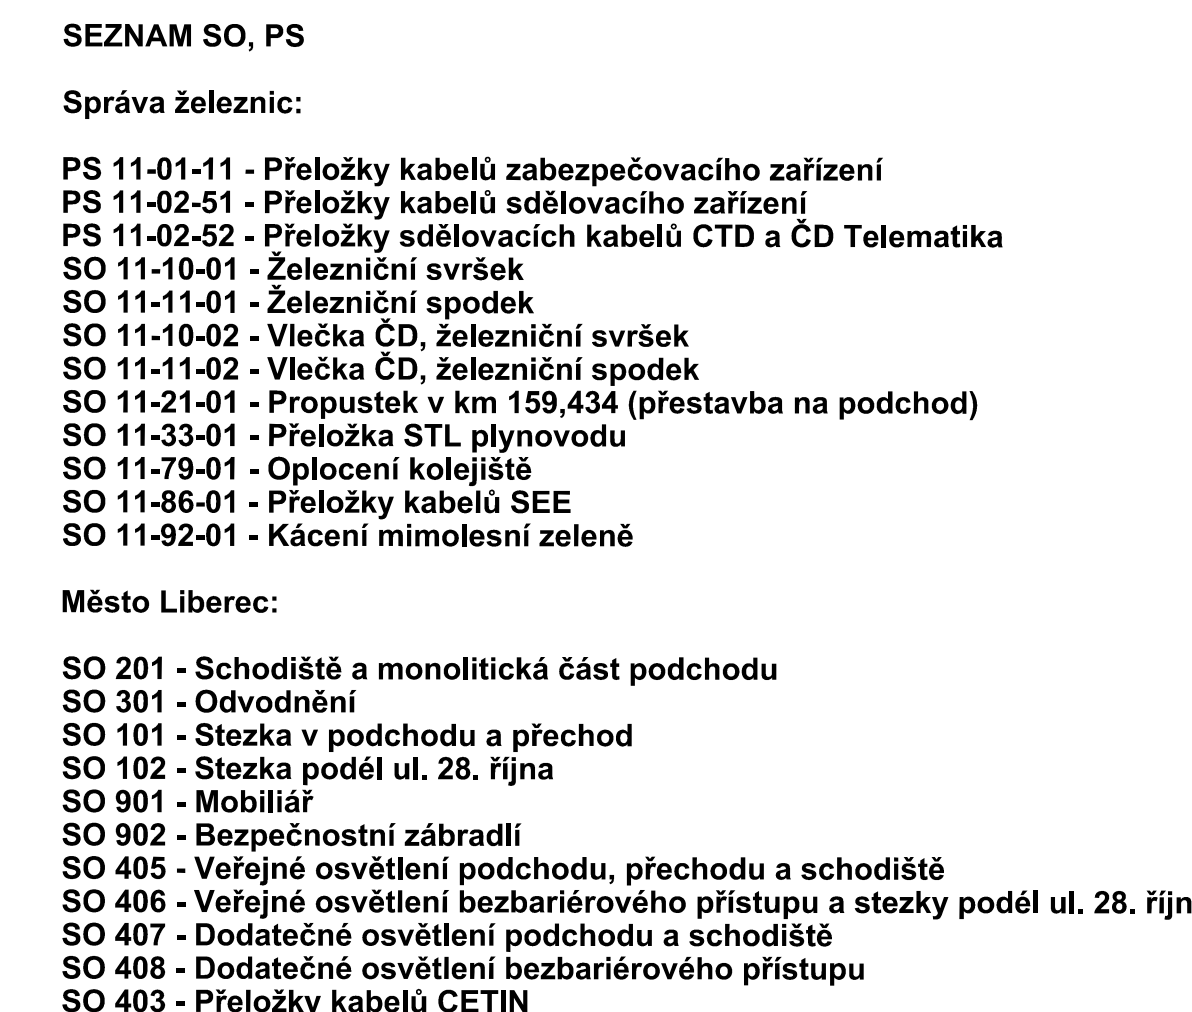 SEZNAM SO, PS
Správa železnic:
PS 11-01-11 - Přeložky kabelů zabezpečovacího zařízení
PS 11-02-51 - Přeložky kabelů sdělovacího zařízení
PS 11-02-52 - Přeložky sdělovacích kabelů CTD a ČD Telematika
SO 11-10-01 - Železniční svršek
SO 11-11-01 - Železniční spodek
SO 11-10-02 - Vlečka ČD, železniční svršek
SO 11-11-02 - Vlečka ČD, železniční spodek
SO 11-21-01 - Propustek v km 159,434 (přestavba na podchod)
SO 11-33-01 - Přeložka STL plynovodu
SO 11-79-01 - Oplocení kolejiště
SO 11-86-01 - Přeložky kabelů SEE
SO 11-92-01 - Kácení mimolesní zeleně
Město Liberec:
SO 201 - Schodiště a monolitická část podchodu
SO 301 - Odvodnění
SO 101 - Stezka v podchodu a přechod
SO 102 - Stezka podél ul. 28. října
SO 901 - Mobiliář
SO 902 - Bezpečnostní zábradlí
SO 405 - Veřejné osvětlení podchodu, přechodu a schodiště
SO 406 - Veřejné osvětlení bezbariérového přístupu a stezky podél ul. 28. říjn
SO 407 - Dodatečné osvětlení podchodu a schodiště
SO 408 - Dodatečné osvětlení bezbariérového přístupu
SO 403 - Přeložky kabelů CETIN